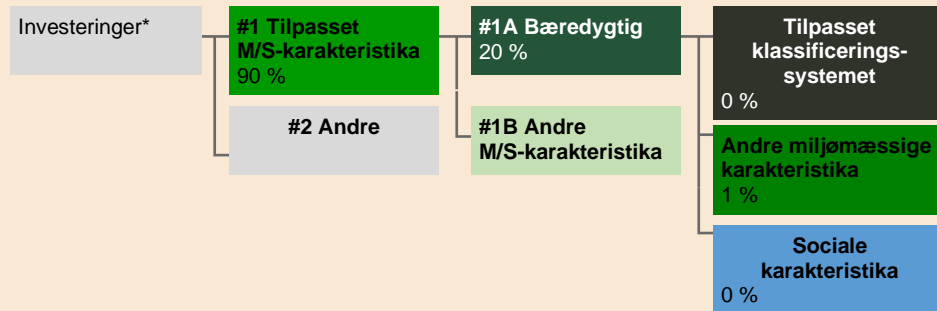 Investeringer*
#1 Tilpasset
M/S-karakteristika
90 %
#2 Andre
#1A Bæredygtig
20 %
#1B Andre
M/S-karakteristika
Tilpasset
klassificerings-
systemet
0 %
Andre miljømæssige
karakteristika
1 %
Sociale
karakteristika
0 %